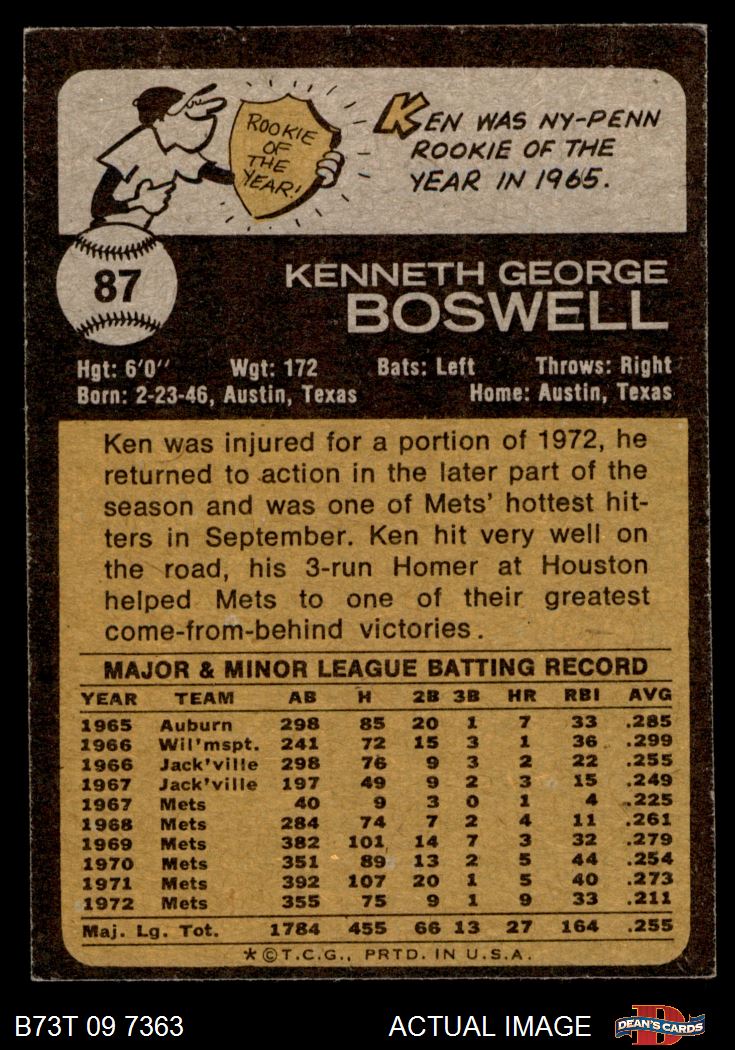 ROOKIE
OF
THE
YEAR!
KEN WAS NY-PENN
ROOKIE OF THE
YEAR IN 1965.
87
KENNETH GEORGE
BOSWELL
Hgt: 6'0" Wgt: 172 Bats: Left Throws: Right
Born: 2-23-46, Austin, Texas Home: Austin, Texas
Ken was injured for a portion of 1972, he
returned to action in the later part of the
season and was one of Mets' hottest hit-
ters in September. Ken hit very well on
the road, his 3-run Homer at Houston
helped Mets to one of their greatest
come-from-behind victories.
MAJOR & MINOR LEAGUE BATTING RECORD
YEAR TEAM AB H 2B 3B HR RBI AVG
1965 Auburn 298 85 20 1 7 33 .285
1966 Wil'mspt. 241 72 15 3 1 36 .299
1966 Jack'ville 298 76 9 3 2 22 .255
1967 Jack'ville 197 49 9 2 3 15 .249
1967 Mets 40 9 3 0 1 4 .225
1968 Mets 284 74 7 2 4 11 .261
1969 Mets 382 101 14 7 3 32 .279
1970 Mets 351 89 13 2 5 44 .254
1971 Mets 392 107 20 1 5 40 .273
1972 Mets 355 75 9 1 9 33 .211
Maj. Lg. Tot. 1784 455 66 13 27 164 .255
*©T.C.G., PRTD. IN U.S.A.
B73T 09 7363 ACTUAL IMAGE D DEAN'S CARDS